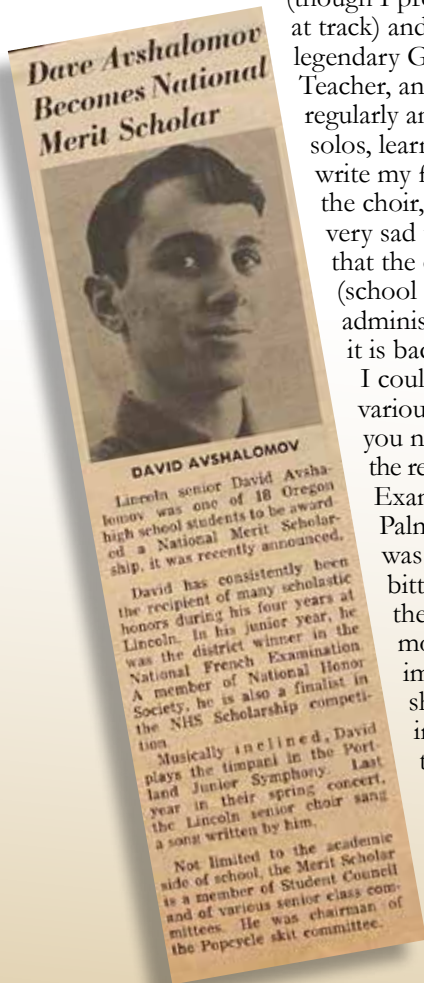 Dave Avshalomov
Becomes National
Merit Scholar
DAVID AVSHALOMOV
Lincoln senior David Avsha-
lomov was one of 18 Oregon
high school students to be award-
ed a National Merit Scholar-
ship, it was recently announced.
David has consistently been
the recipient of many scholastic
honors during his four years at
Lincoln. In his junior year, he
was the district winner in the
National French Examination.
A member of National Honor
Society, he is also a finalist in
the NHS Scholarship competi-
tion.
Musically inclined, David
plays the timpani in the Port-
land Junior Symphony. Last
year in their spring concert,
the Lincoln senior choir sang
a song written by him.
Not limited to the academic
side of school, the Merit Scholar
is a member of Student Council
and of various senior class com-
mittees. He was chairman of
the Popcycle skit committee.
at track) and
legendary G
Teacher, an
regularly an
solos, learn
write my f
the choir,
very sad
that the
(school
adminis
it is bac
I coul
variou
you n
the re
Exan
Paln
was
bitt
the
mo
im
sh
in
t